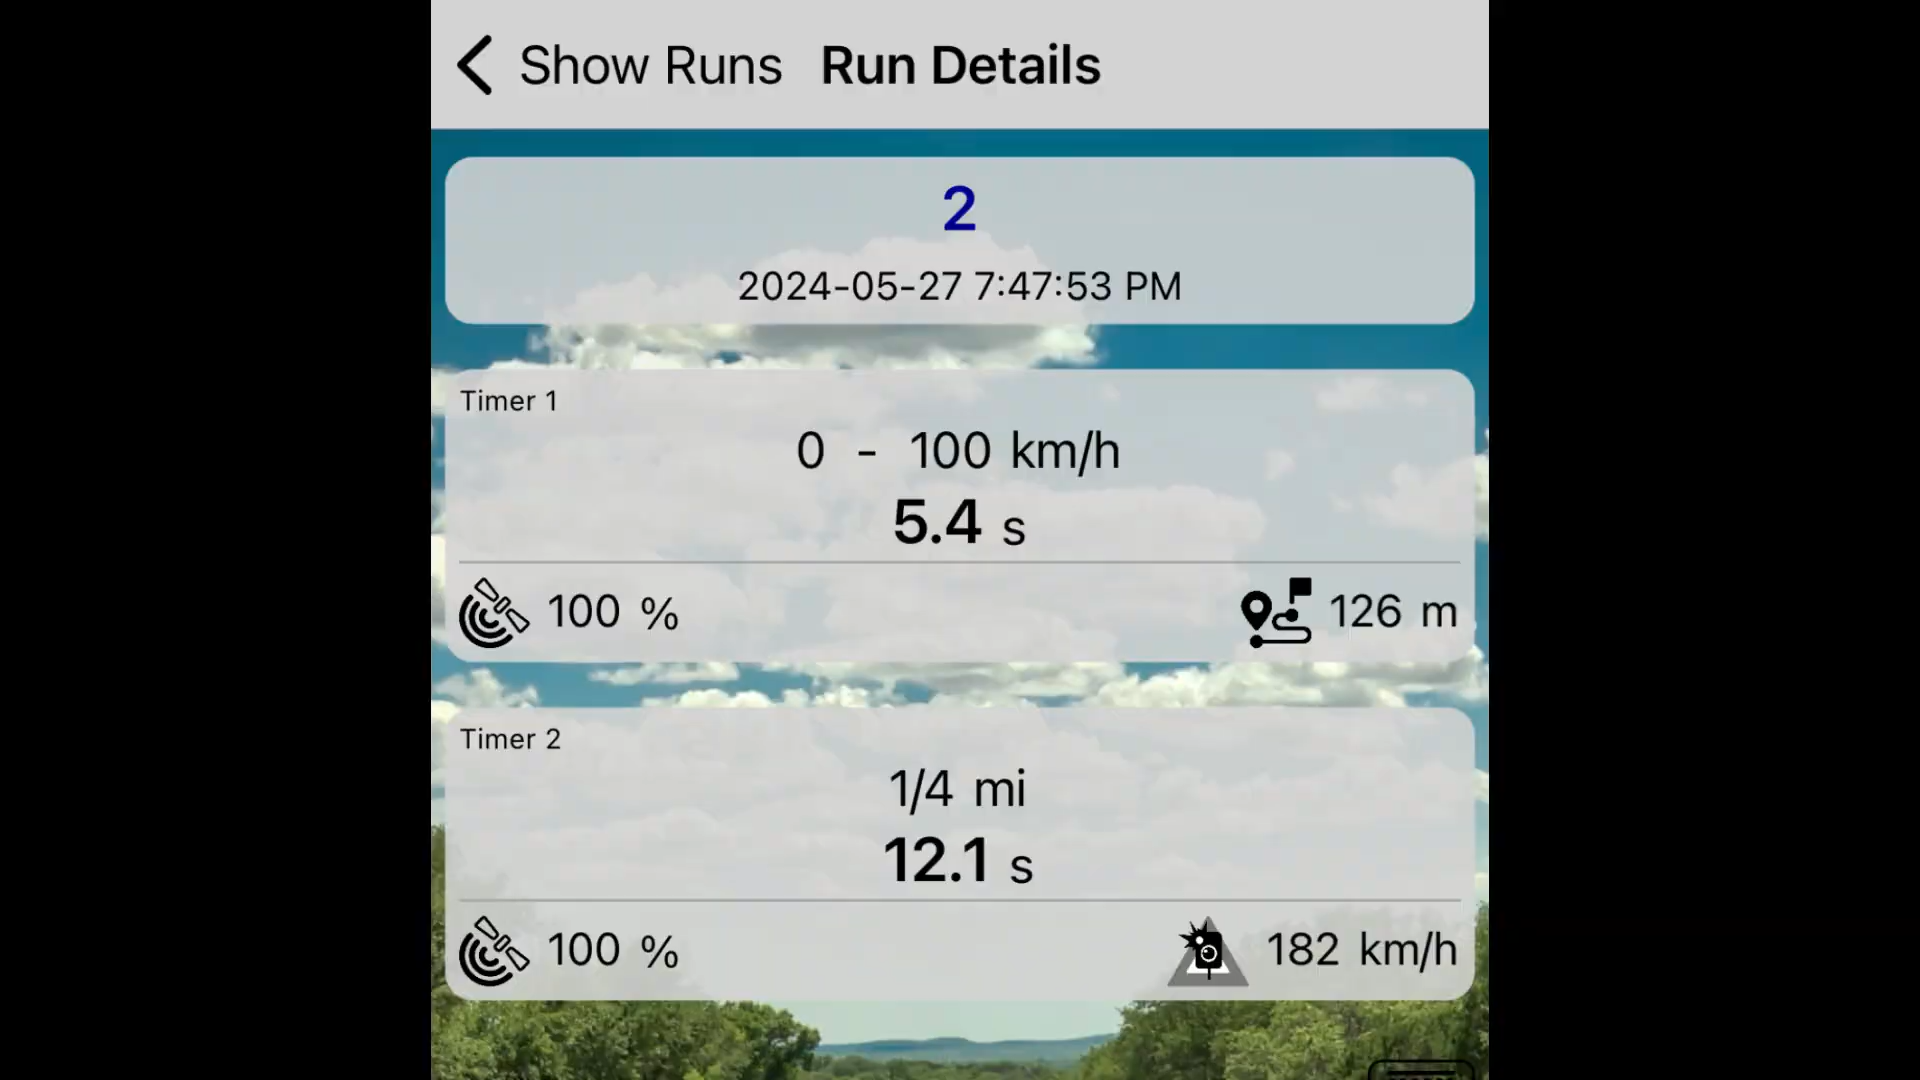 Show Runs Run Details
2
2024-05-27 7:47:53 PM
Timer 1
0 - 100 km/h
5.4 s
100 % 126 m
Timer 2
1/4 mi
12.1 s
100 % 182 km/h